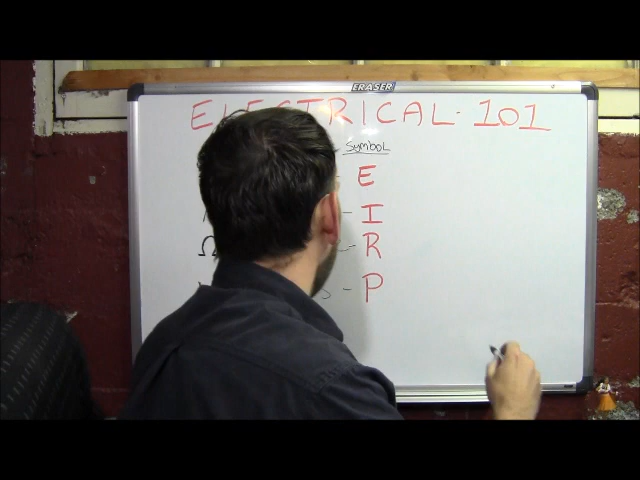 ERASER
ELECTRICAL-101
Symbol
- E
- I
Ω - R
s - P